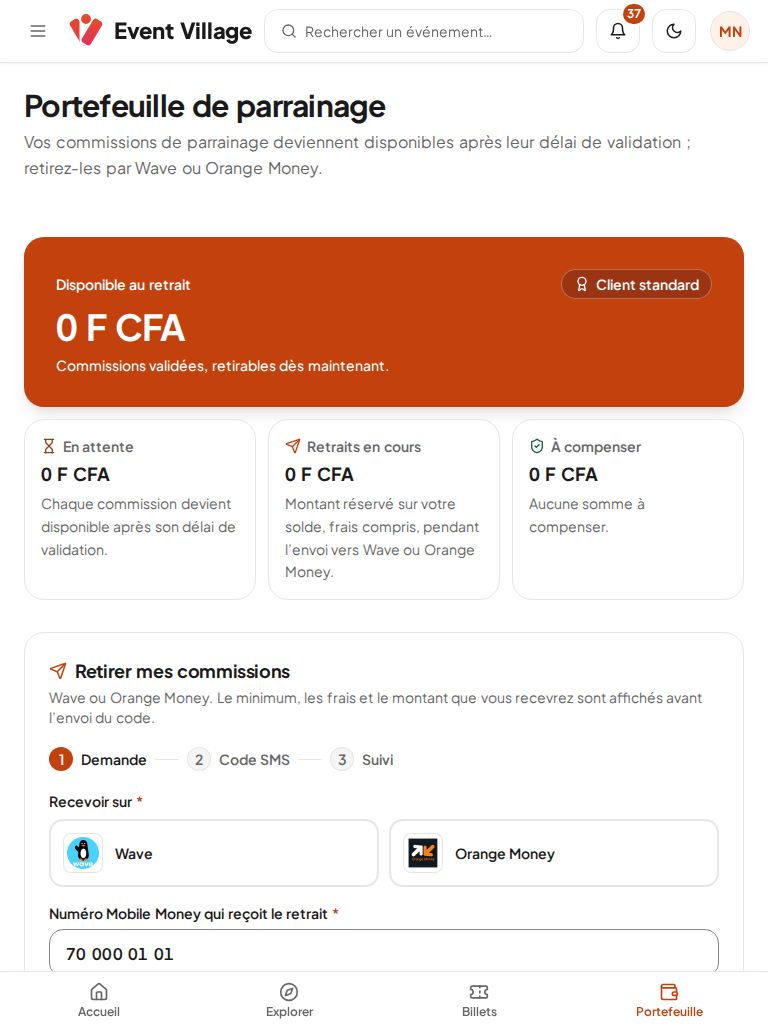 Event Village
Rechercher un événement...
37
MN
Portefeuille de parrainage
Vos commissions de parrainage deviennent disponibles après leur délai de validation ;
retirez-les par Wave ou Orange Money.
Disponible au retrait
Client standard
0 F CFA
Commissions validées, retirables dès maintenant.
En attente
0 F CFA
Chaque commission devient
disponible après son délai de
validation.
Retraits en cours
0 F CFA
Montant réservé sur votre
solde, frais compris, pendant
l'envoi vers Wave ou Orange
Money.
À compenser
0 F CFA
Aucune somme à
compenser.
Retirer mes commissions
Wave ou Orange Money. Le minimum, les frais et le montant que vous recevrez sont affichés avant
l'envoi du code.
1 Demande
2 Code SMS
3 Suivi
Recevoir sur *
Wave
Orange Money
Numéro Mobile Money qui reçoit le retrait *
70 000 01 01
Accueil
Explorer
Billets
Portefeuille